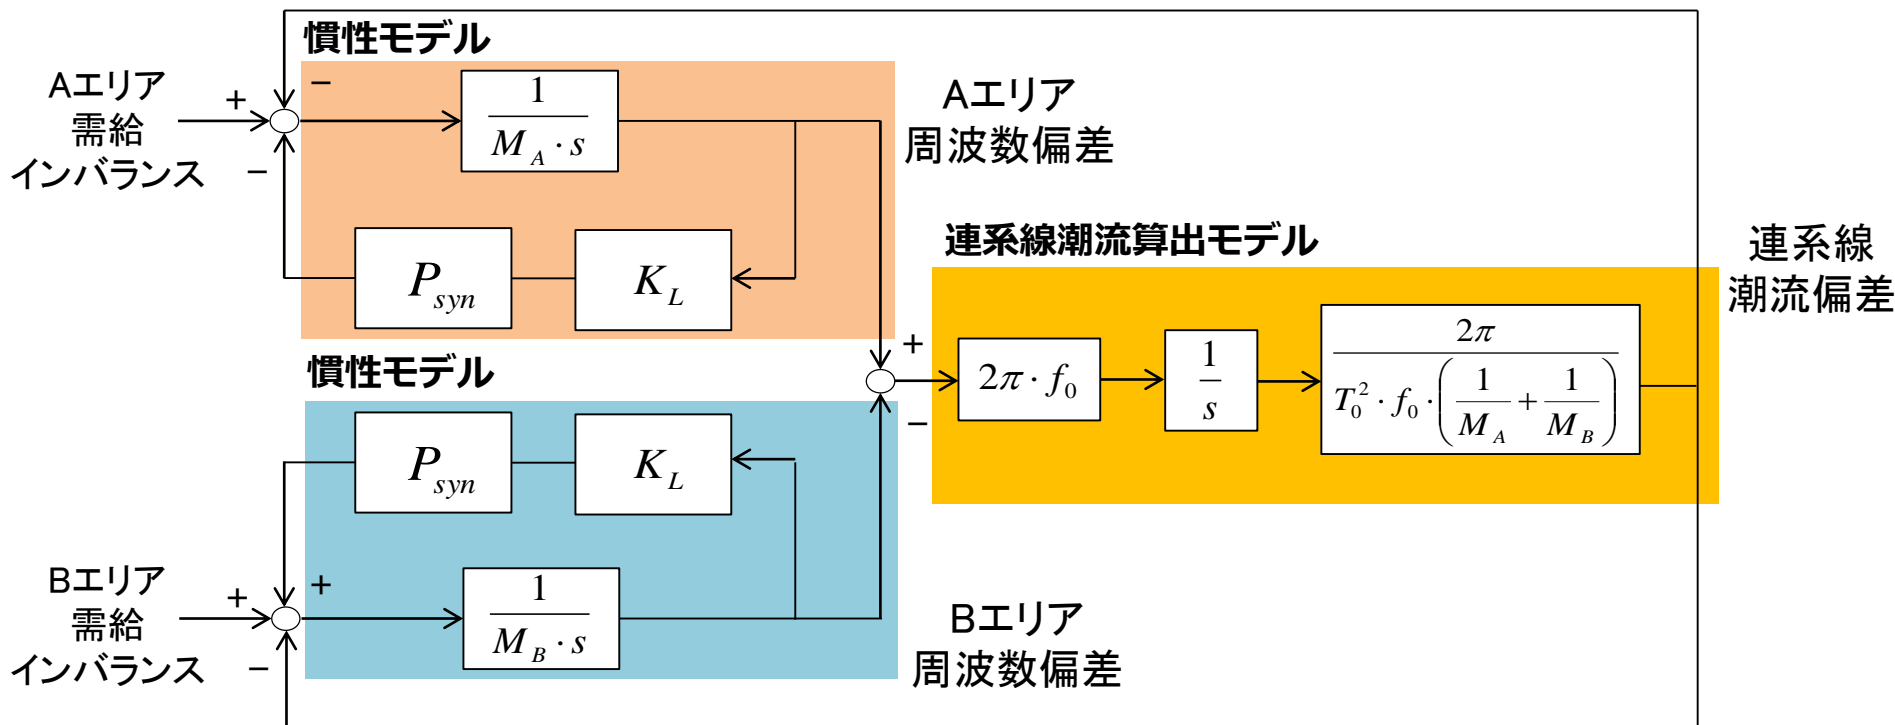 慣性モデル
Aエリア
需給
インバランス
+
−
−
1
M_A · s
P_syn
K_L
Aエリア
周波数偏差
連系線潮流算出モデル
連系線
潮流偏差
+
−
2π · f_0
1
s
2π
T_0^2 · f_0 · (1/M_A + 1/M_B)
慣性モデル
P_syn
K_L
Bエリア
需給
インバランス
+
+
−
1
M_B · s
Bエリア
周波数偏差